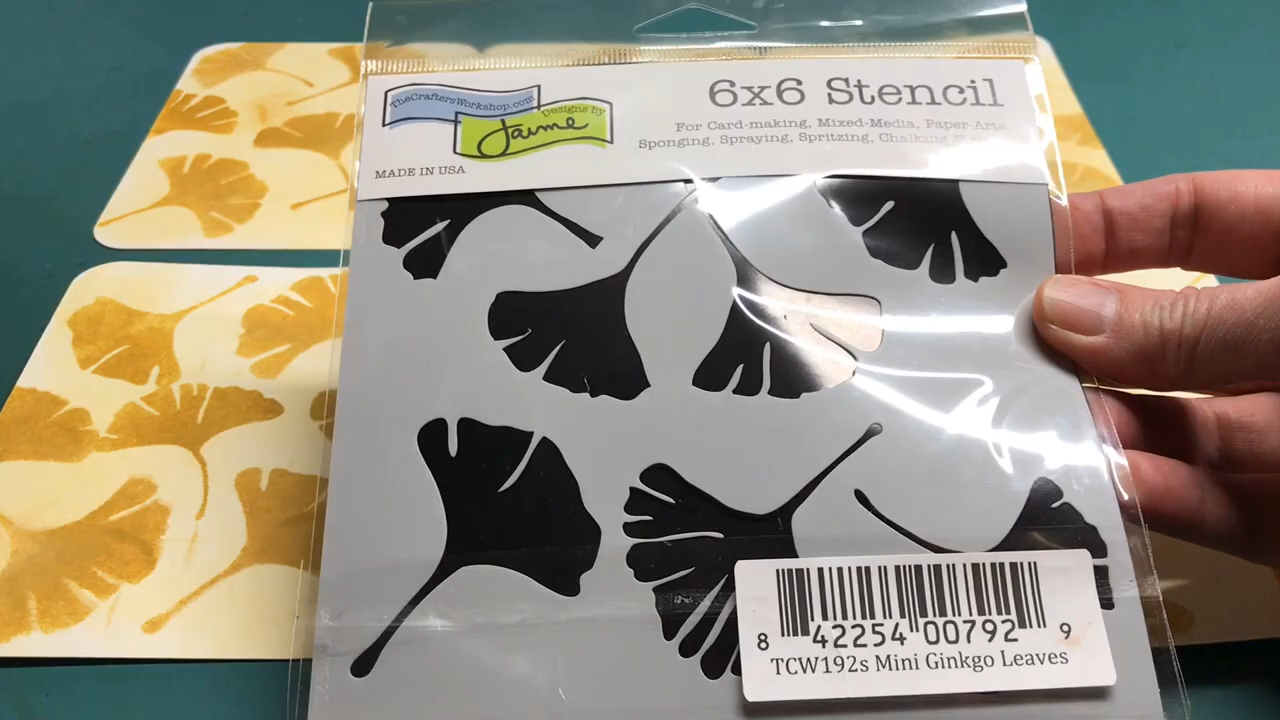 TheCraftersWorkshop.com
Designs by
Jaime
MADE IN USA
6x6 Stencil
For Card-making, Mixed-Media, Paper-Arts,
Sponging, Spraying, Spritzing, Chalking
8 42254 00792 9
TCW192s Mini Ginkgo Leaves